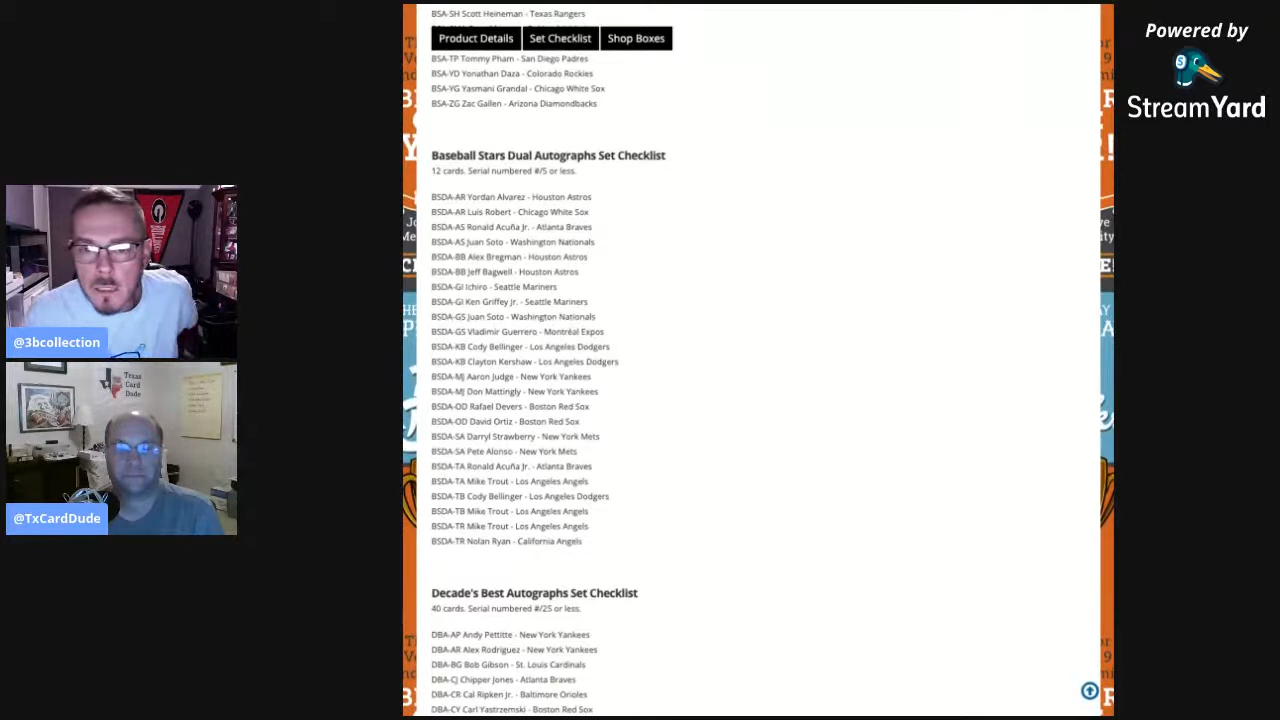 BSA-SH Scott Heineman - Texas Rangers
Product Details
Set Checklist
Shop Boxes
BSA-TP Tommy Pham - San Diego Padres
BSA-YD Yonathan Daza - Colorado Rockies
BSA-YG Yasmani Grandal - Chicago White Sox
BSA-ZG Zac Gallen - Arizona Diamondbacks
Baseball Stars Dual Autographs Set Checklist
12 cards. Serial numbered #/5 or less.
BSDA-AR Yordan Alvarez - Houston Astros
BSDA-AR Luis Robert - Chicago White Sox
BSDA-AS Ronald Acuña Jr. - Atlanta Braves
BSDA-AS Juan Soto - Washington Nationals
BSDA-BB Alex Bregman - Houston Astros
BSDA-BB Jeff Bagwell - Houston Astros
BSDA-GI Ichiro - Seattle Mariners
BSDA-GI Ken Griffey Jr. - Seattle Mariners
BSDA-GS Juan Soto - Washington Nationals
BSDA-GS Vladimir Guerrero - Montréal Expos
BSDA-KB Cody Bellinger - Los Angeles Dodgers
BSDA-KB Clayton Kershaw - Los Angeles Dodgers
BSDA-MJ Aaron Judge - New York Yankees
BSDA-MJ Don Mattingly - New York Yankees
BSDA-OD Rafael Devers - Boston Red Sox
BSDA-OD David Ortiz - Boston Red Sox
BSDA-SA Darryl Strawberry - New York Mets
BSDA-SA Pete Alonso - New York Mets
BSDA-TA Ronald Acuña Jr. - Atlanta Braves
BSDA-TA Mike Trout - Los Angeles Angels
BSDA-TB Cody Bellinger - Los Angeles Dodgers
BSDA-TB Mike Trout - Los Angeles Angels
BSDA-TR Mike Trout - Los Angeles Angels
BSDA-TR Nolan Ryan - California Angels
Decade's Best Autographs Set Checklist
40 cards. Serial numbered #/25 or less.
DBA-AP Andy Pettitte - New York Yankees
DBA-AR Alex Rodriguez - New York Yankees
DBA-BG Bob Gibson - St. Louis Cardinals
DBA-CJ Chipper Jones - Atlanta Braves
DBA-CR Cal Ripken Jr. - Baltimore Orioles
DBA-CY Carl Yastrzemski - Boston Red Sox
@3bcollection
Texas
Card
Dude
@TxCardDude
Powered by
StreamYard